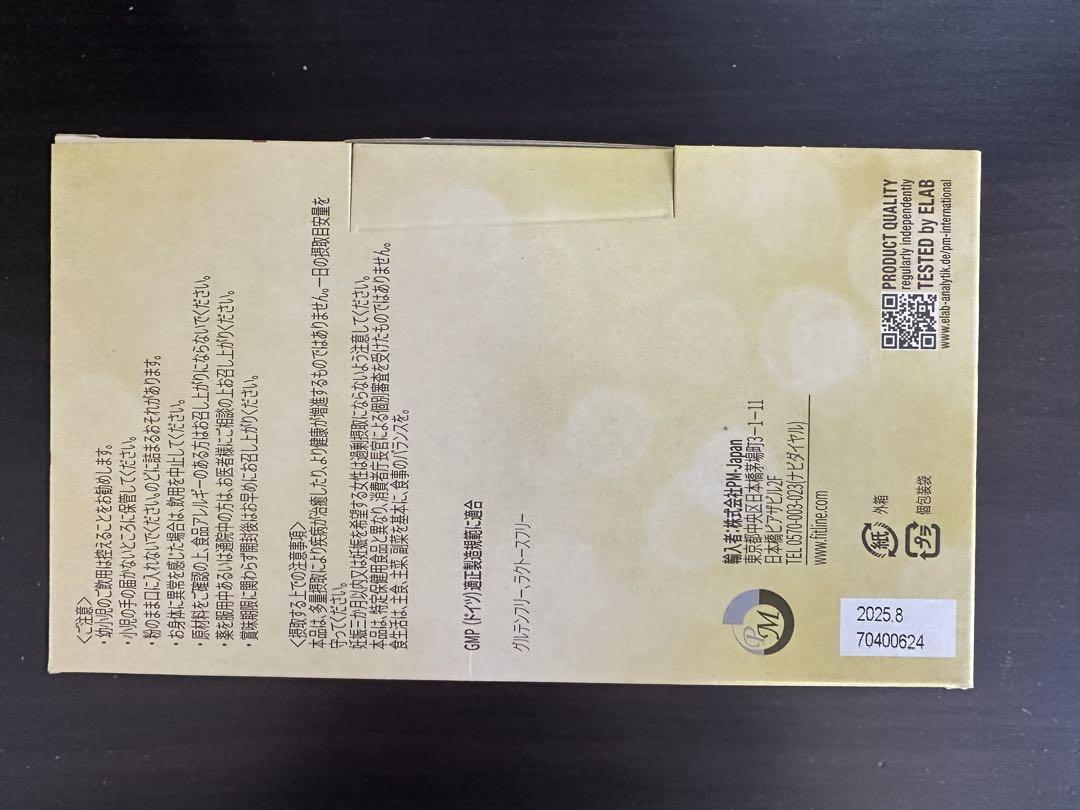 <ご注意>
・幼小児のご飲用は控えることをお勧めします。
・小児の手の届かないところに保管してください。
・粉のまま口に入れないでください。のどに詰まるおそれがあります。
・お身体に異常を感じた場合は、飲用を中止してください。
・原材料をご確認の上、食品アレルギーのある方はお召し上がりにならないでください。
・薬を服用中あるいは通院中の方は、お医者様にご相談の上お召し上がりください。
・賞味期限に関わらず開封後はお早めにお召し上がりください。
<摂取する上での注意事項>
本品は、多量摂取により疾病が治癒したり、より健康が増進するものではありません。一日の摂取目安量を
守ってください。
妊娠三か月以内又は妊娠を希望する女性は過剰摂取にならないよう注意してください。
本品は、特定保健用食品と異なり、消費者庁長官による個別審査を受けたものではありません。
食生活は、主食、主菜、副菜を基本に、食事のバランスを。
GMP (ドイツ) 適正製造規範に適合
グルテンフリー、ラクトースフリー
PM
輸入者:株式会社PM-Japan
東京都中央区日本橋茅場町3-1-11
日本橋ピアザビル2F
TEL0570-003-023(ナビダイヤル)
www.fitline.com
紙 外箱
プラ 個包装袋
PRODUCT QUALITY
regularly independently
TESTED by ELAB
www.elab-analytik.de/pm-international
2025.8
70400624